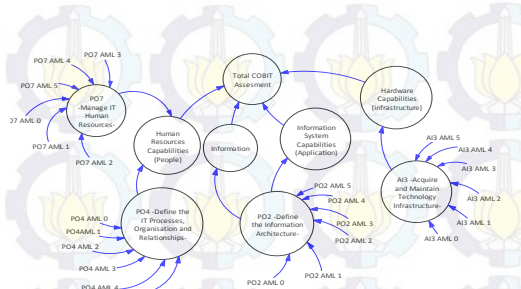 PO7 AML 3
PO7 AML 4
PO7 AML 5
PO7 AML 0
PO7 AML 1
PO7 AML 2
PO7
-Manage IT
Human
Resources-
Total COBIT
Assesment
Hardware
Capabilities
(infrastructure)
Human
Resources
Capabilities
(People)
Information
Information
System
Capabilities
(Application)
AI3 AML 5
AI3 AML 4
AI3 AML 3
AI3 AML 2
AI3 AML 1
AI3 AML 0
AI3 -Acquire
and Maintain
Technology
Infrastructure-
PO4 AML 0
PO4AML 1
PO4 AML 2
PO4 AML 3
PO4 AML 4
PO4 -Define the
IT Processes,
Organisation and
Relationships-
PO2 -Define
the Information
Architecture-
PO2 AML 5
PO2 AML 4
PO2 AML 3
PO2 AML 2
PO2 AML 1
PO2 AML 0